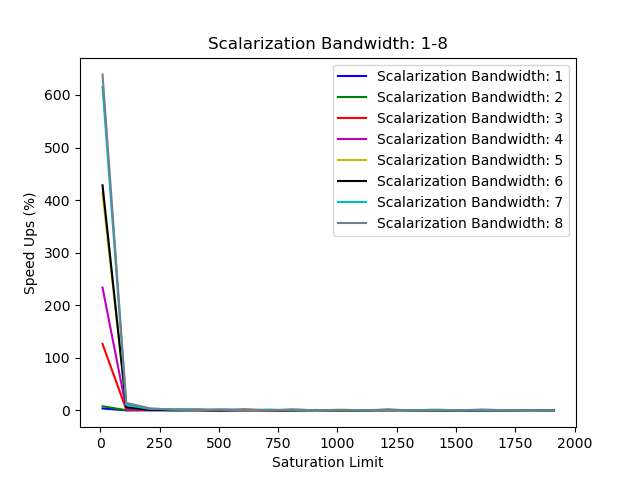 Scalarization Bandwidth: 1-8
Scalarization Bandwidth: 1
Scalarization Bandwidth: 2
Scalarization Bandwidth: 3
Scalarization Bandwidth: 4
Scalarization Bandwidth: 5
Scalarization Bandwidth: 6
Scalarization Bandwidth: 7
Scalarization Bandwidth: 8
Speed Ups (%)
600
500
400
300
200
100
0
0 250 500 750 1000 1250 1500 1750 2000
Saturation Limit